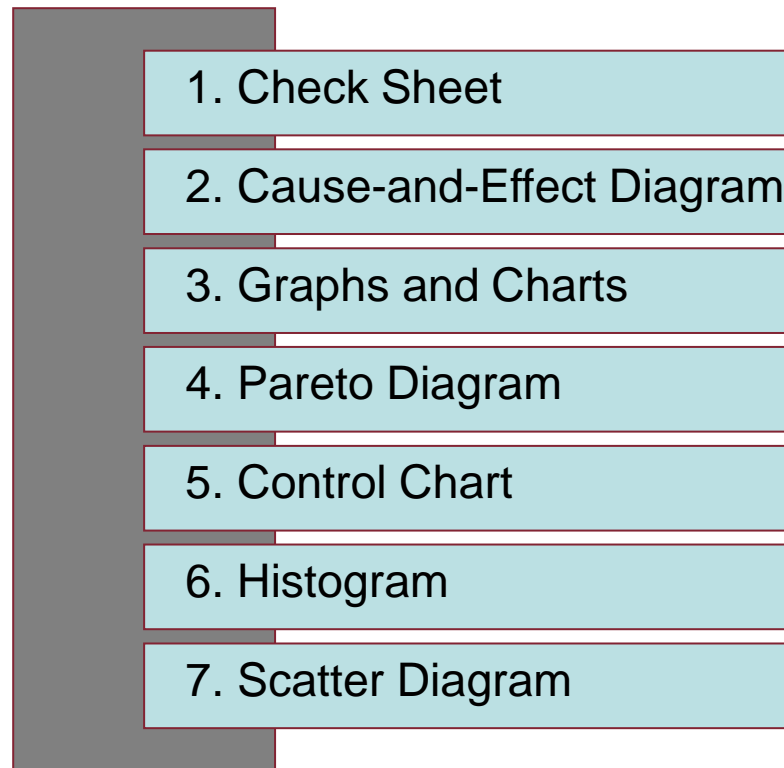 1. Check Sheet
2. Cause-and-Effect Diagram
3. Graphs and Charts
4. Pareto Diagram
5. Control Chart
6. Histogram
7. Scatter Diagram